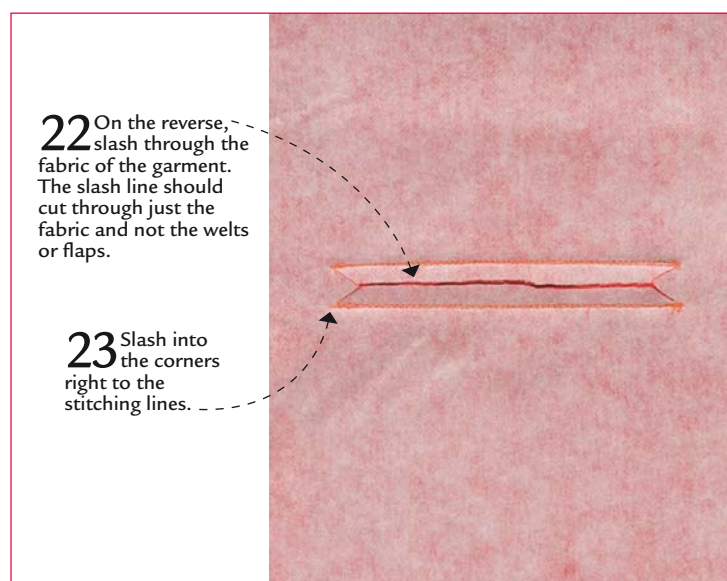 22 On the reverse,
slash through the
fabric of the garment.
The slash line should
cut through just the
fabric and not the welts
or flaps.
23 Slash into
the corners
right to the
stitching lines.